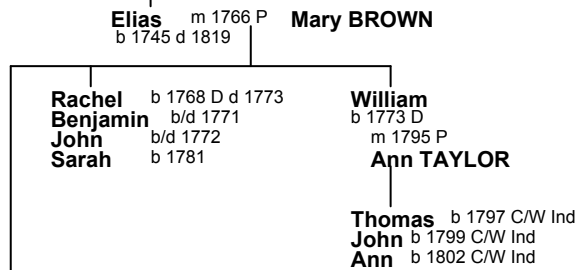 Elias m 1766 P Mary BROWN
b 1745 d 1819
Rachel b 1768 D d 1773
Benjamin b/d 1771
John b/d 1772
Sarah b 1781
William
b 1773 D
m 1795 P
Ann TAYLOR
Thomas b 1797 C/W Ind
John b 1799 C/W Ind
Ann b 1802 C/W Ind